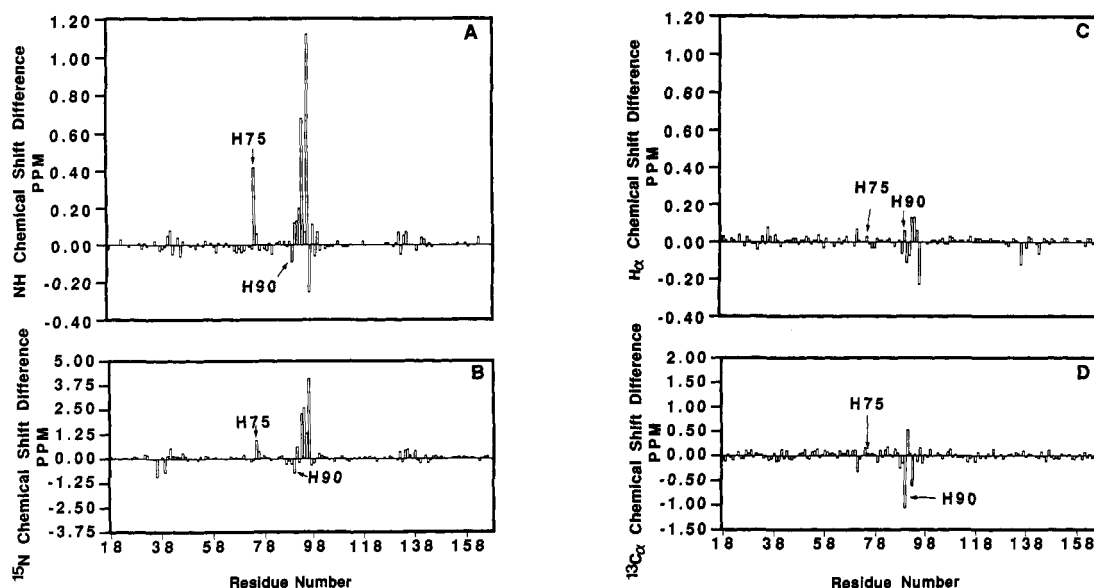 NH Chemical Shift Difference
PPM
1.20
1.00
0.80
0.60
0.40
0.20
0.00
-0.20
-0.40
A
H75
H90
15N Chemical Shift Difference
PPM
5.00
3.75
2.50
1.25
0.00
-1.25
-2.50
-3.75
B
H75
H90
18 38 58 78 98 118 138 158
Residue Number
Hα Chemical Shift Difference
PPM
1.20
1.00
0.80
0.60
0.40
0.20
0.00
-0.20
-0.40
C
H75
H90
13Cα Chemical Shift Difference
PPM
2.00
1.50
1.00
0.50
0.00
-0.50
-1.00
-1.50
D
H75
H90
18 38 58 78 98 118 138 158
Residue Number